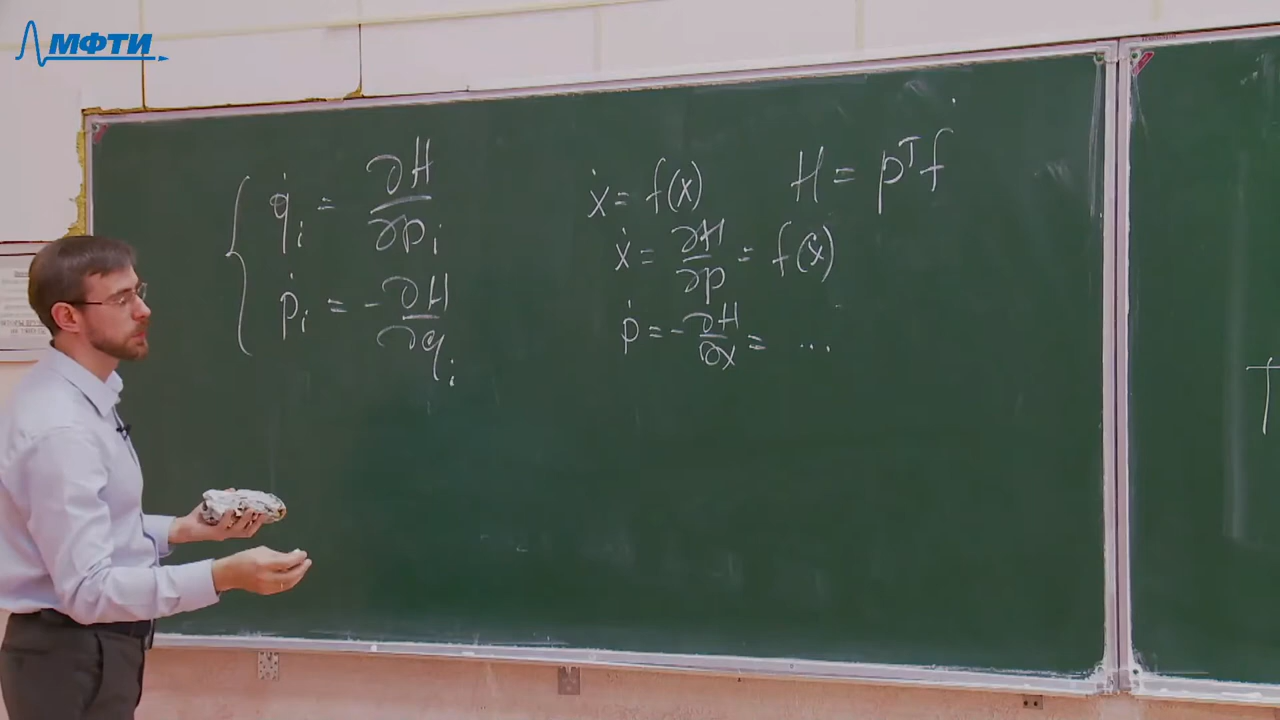 МФТИ
q̇ᵢ = ∂H/∂pᵢ
ṗᵢ = -∂H/∂qᵢ
ẋ = f(x) H = pᵀf
ẋ = ∂H/∂p = f(x)
ṗ = -∂H/∂x = ...
T